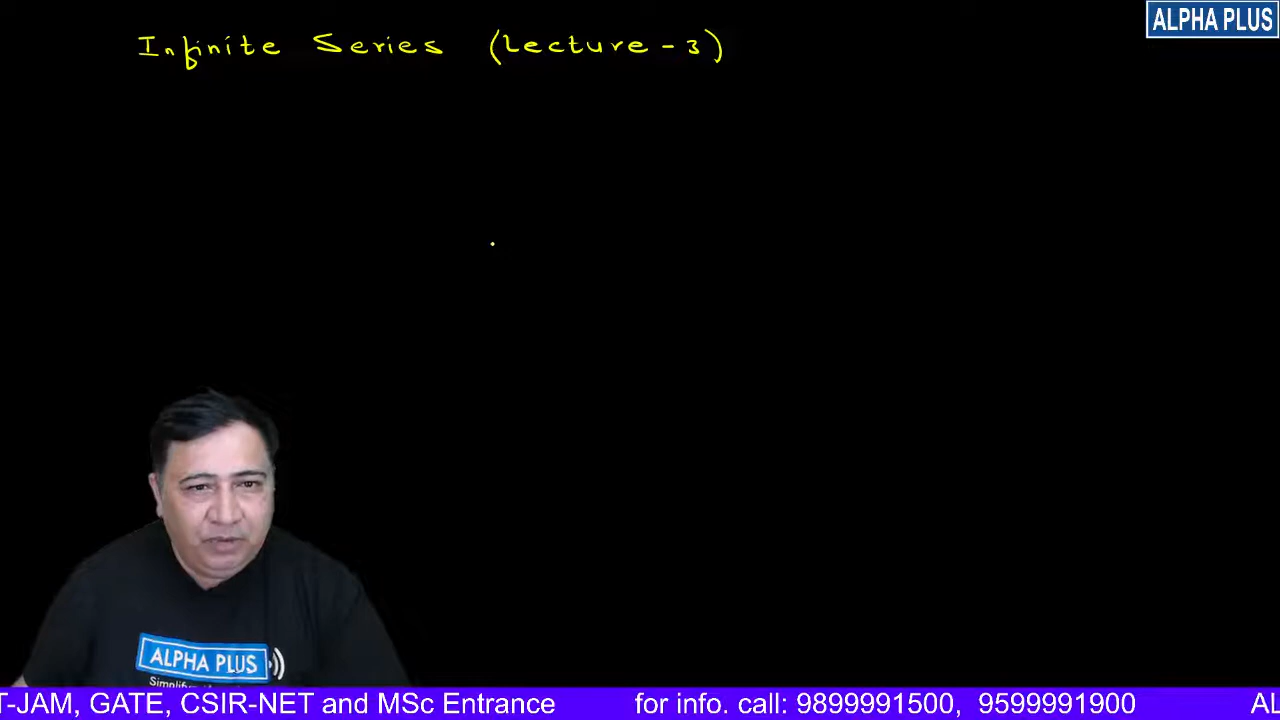 Infinite Series (Lecture - 3)
ALPHA PLUS
ALPHA PLUS
T-JAM, GATE, CSIR-NET and MSc Entrance for info. call: 9899991500, 9599991900 AL